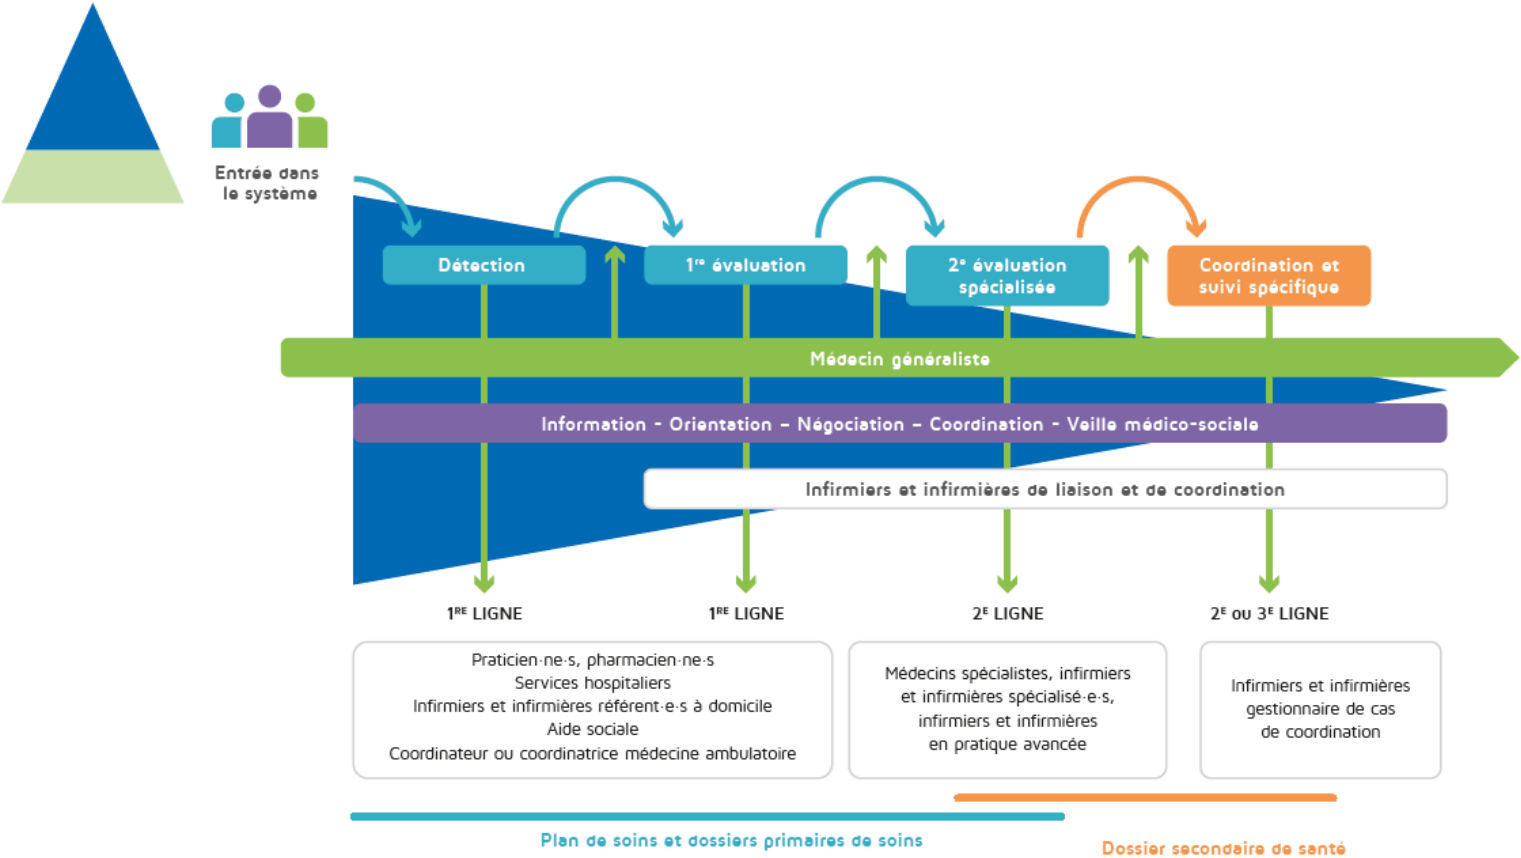 Entrée dans
le système
Détection
1re évaluation
2e évaluation
spécialisée
Coordination et
suivi spécifique
Médecin généraliste
Information - Orientation – Négociation – Coordination - Veille médico-sociale
Infirmiers et infirmières de liaison et de coordination
1RE LIGNE
1RE LIGNE
2E LIGNE
2E ou 3E LIGNE
Praticien·ne·s, pharmacien·ne·s
Services hospitaliers
Infirmiers et infirmières référent·e·s à domicile
Aide sociale
Coordinateur ou coordinatrice médecine ambulatoire
Médecins spécialistes, infirmiers
et infirmières spécialisé·e·s,
infirmiers et infirmières
en pratique avancée
Infirmiers et infirmières
gestionnaire de cas
de coordination
Plan de soins et dossiers primaires de soins
Dossier secondaire de santé